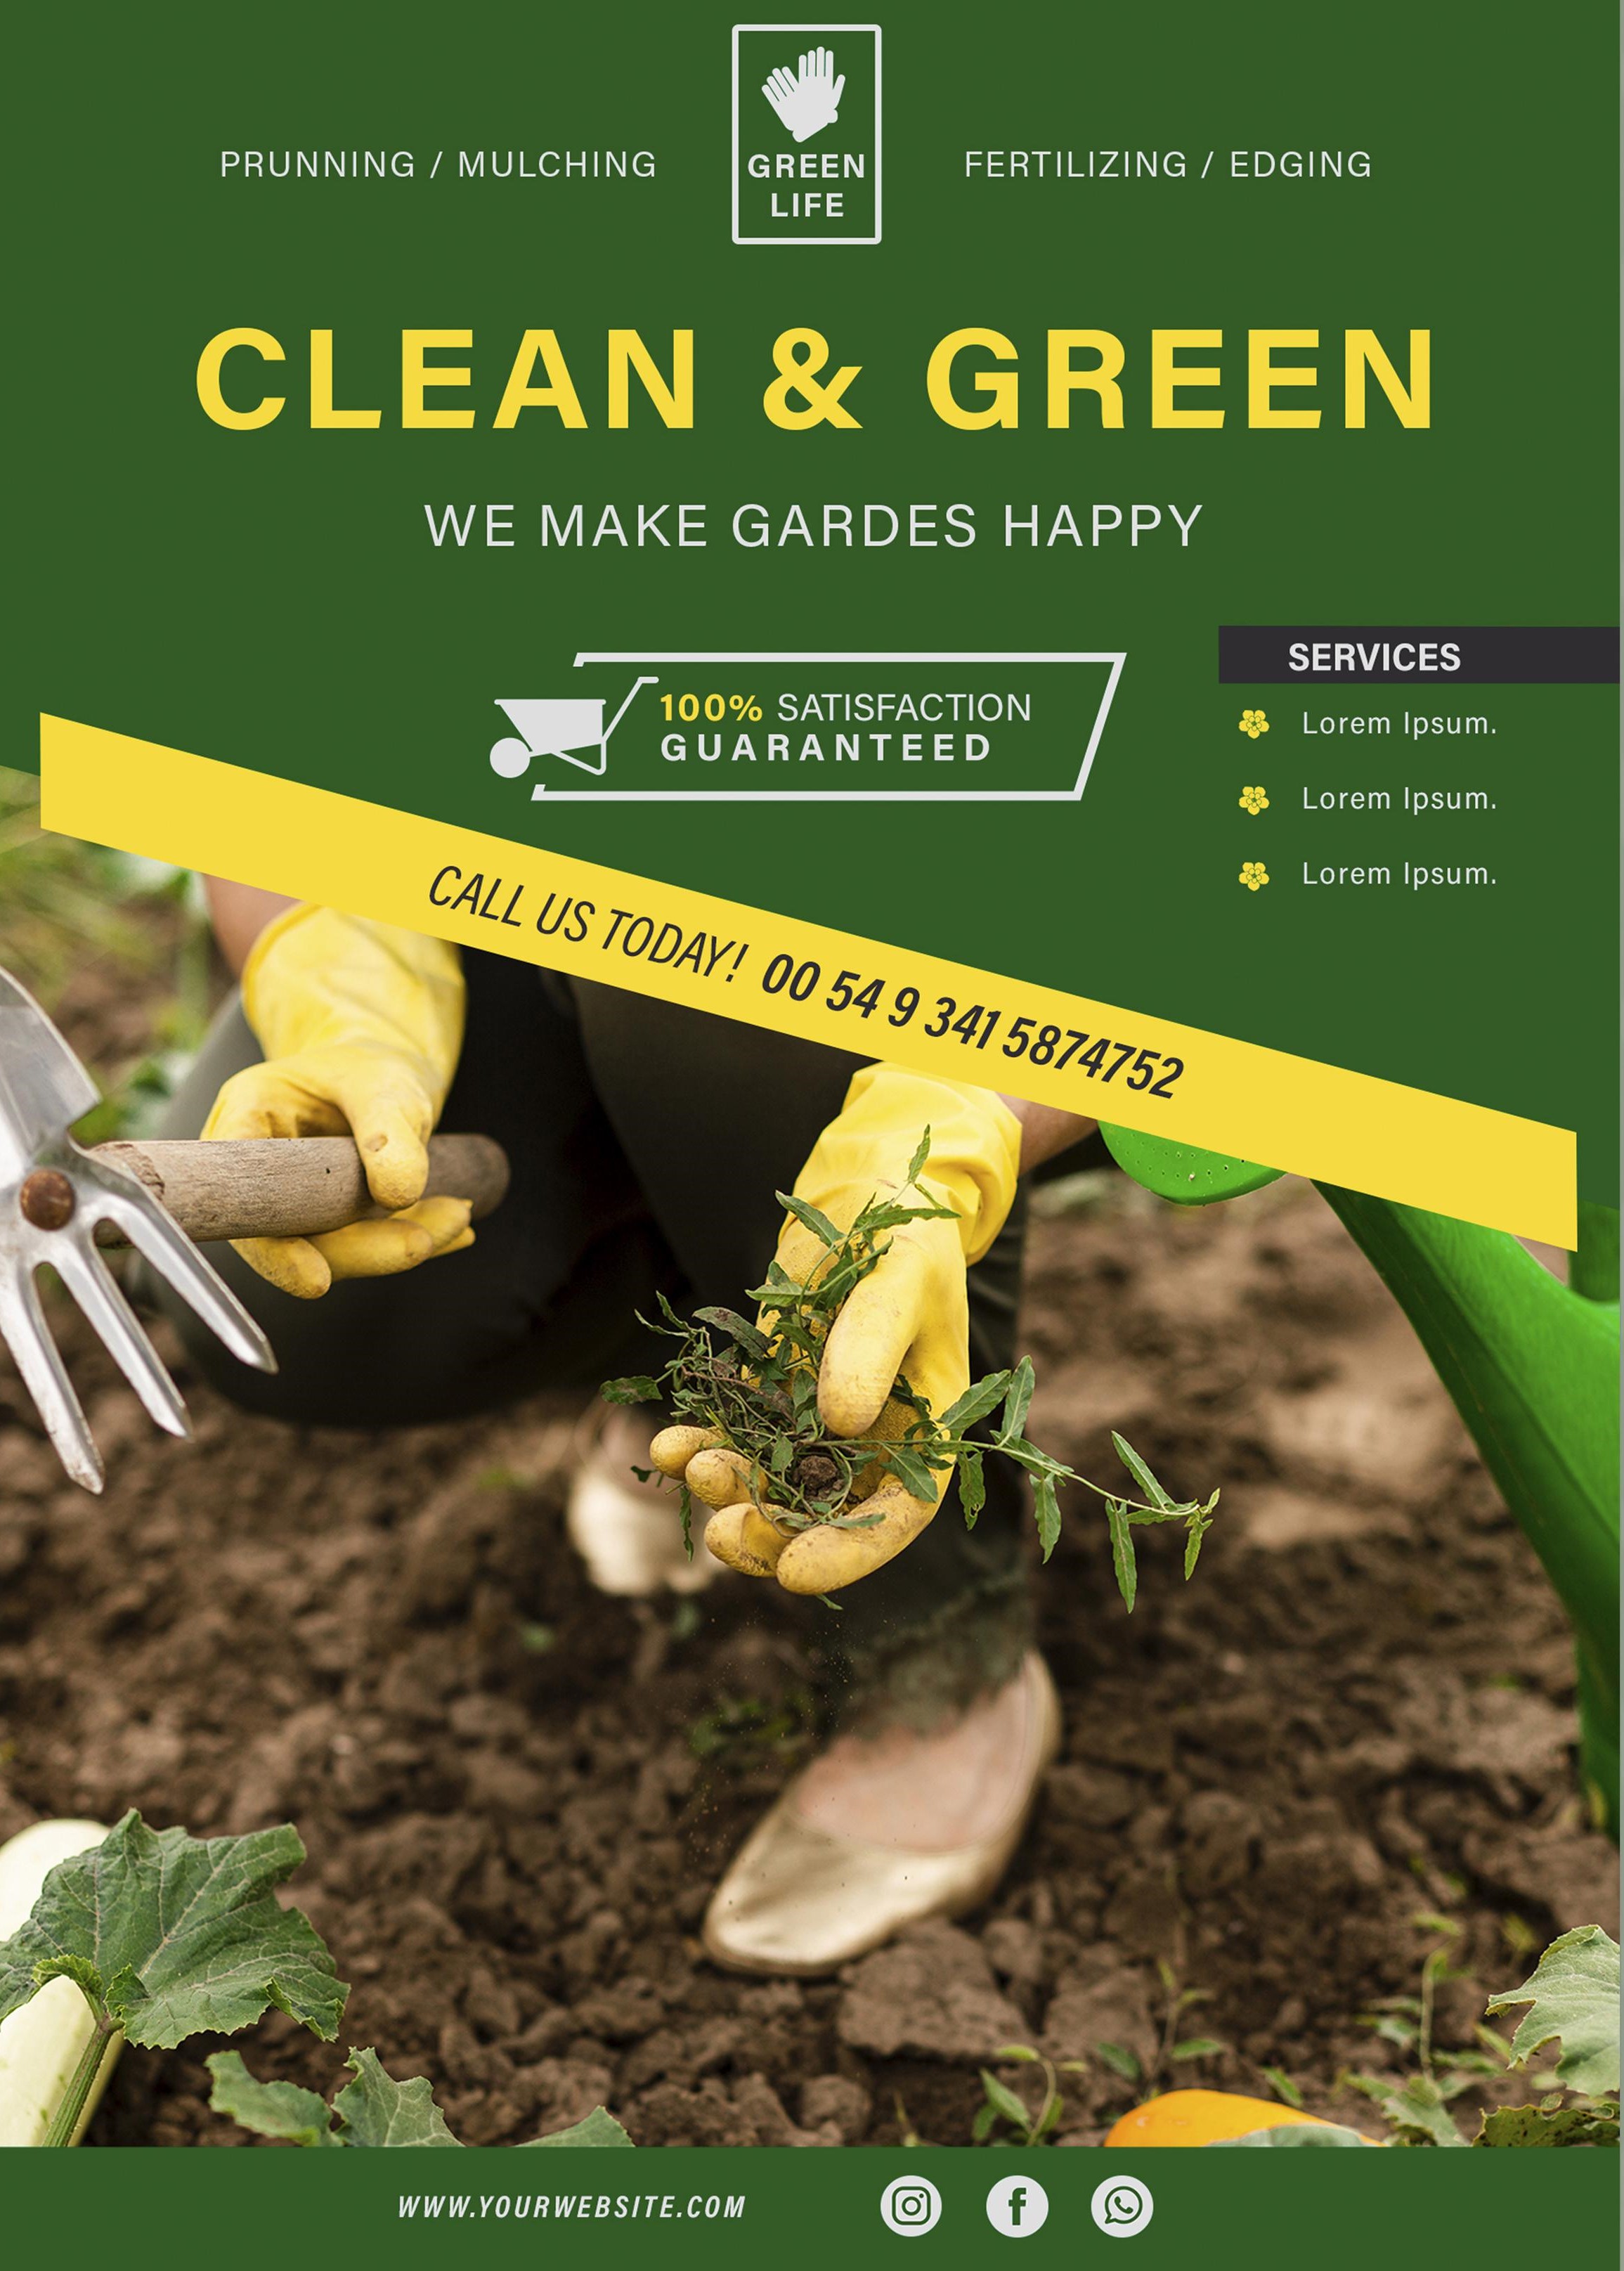 PRUNNING / MULCHING
GREEN
LIFE
FERTILIZING / EDGING
CLEAN & GREEN
WE MAKE GARDES HAPPY
100% SATISFACTION
GUARANTEED
SERVICES
Lorem Ipsum.
Lorem Ipsum.
Lorem Ipsum.
CALL US TODAY! 00 54 9 341 5874752
WWW.YOURWEBSITE.COM